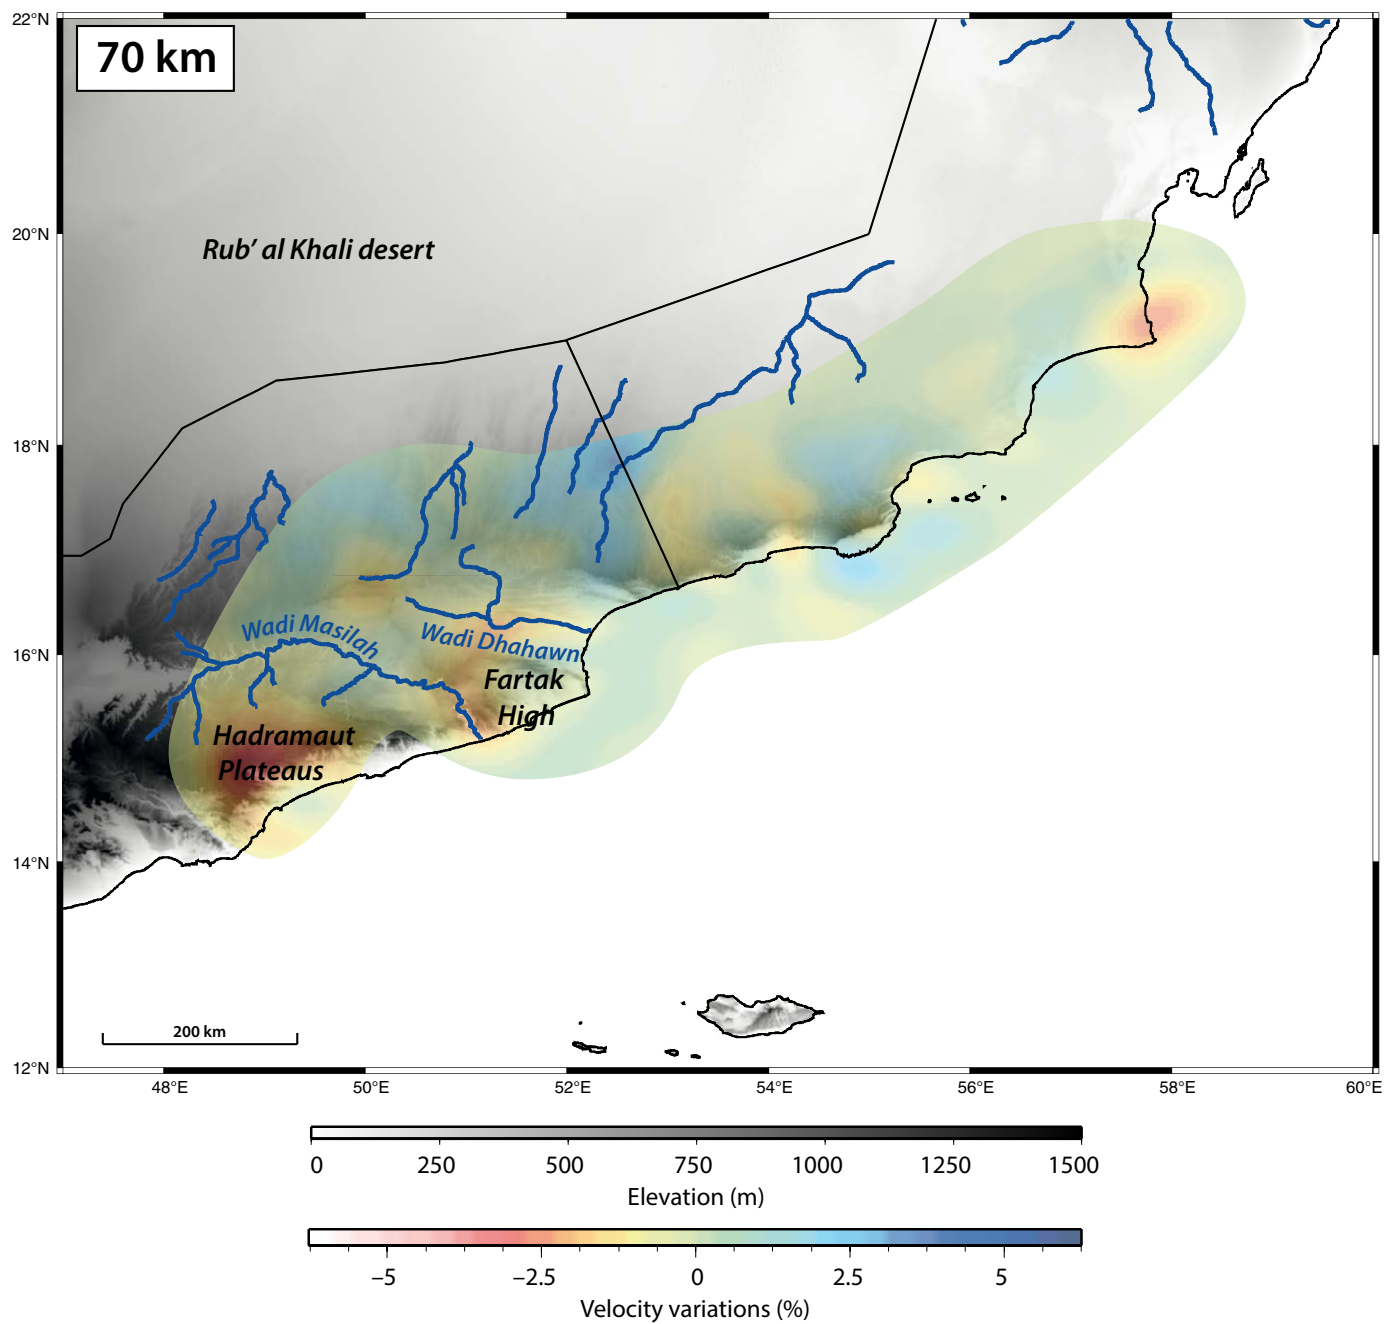 22°N
70 km
20°N
Rub' al Khali desert
18°N
Wadi Masilah
Wadi Dhahawn
16°N
Fartak
High
Hadramaut
Plateaus
14°N
200 km
12°N
48°E 50°E 52°E 54°E 56°E 58°E 60°E
0 250 500 750 1000 1250 1500
Elevation (m)
−5 −2.5 0 2.5 5
Velocity variations (%)